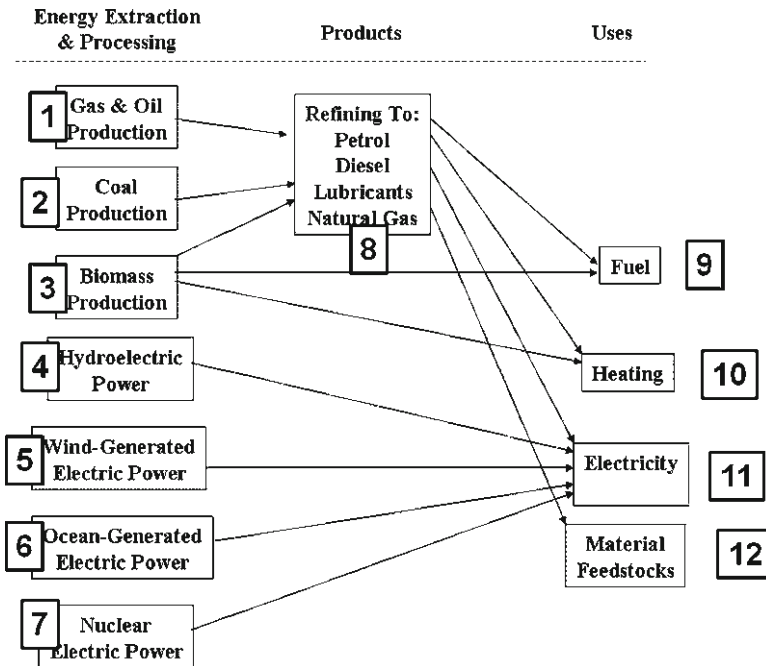 Energy Extraction
& Processing
Products
Uses
1
Gas & Oil
Production
Refining To:
Petrol
Diesel
Lubricants
Natural Gas
2
Coal
Production
8
3
Biomass
Production
Fuel
9
4
Hydroelectric
Power
Heating
10
5
Wind-Generated
Electric Power
Electricity
11
6
Ocean-Generated
Electric Power
Material
Feedstocks
12
7
Nuclear
Electric Power